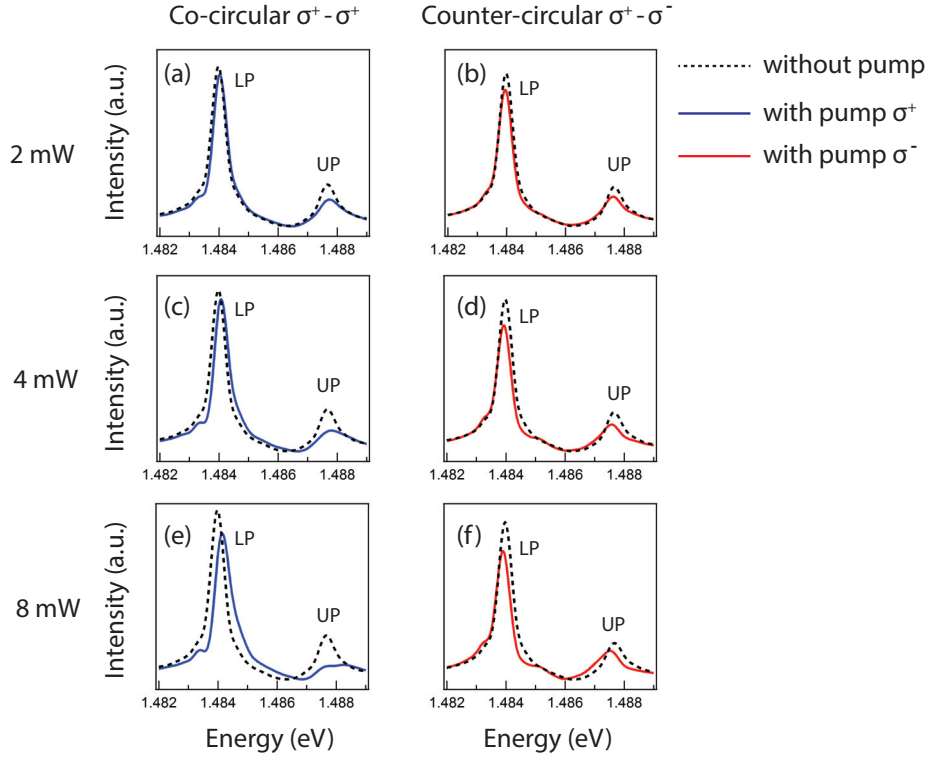 Co-circular σ⁺-σ⁺
Counter-circular σ⁺-σ⁻
without pump
with pump σ⁺
with pump σ⁻
2 mW
Intensity (a.u.)
(a)
LP
UP
1.482 1.484 1.486 1.488
(b)
LP
UP
1.482 1.484 1.486 1.488
4 mW
Intensity (a.u.)
(c)
LP
UP
1.482 1.484 1.486 1.488
(d)
LP
UP
1.482 1.484 1.486 1.488
8 mW
Intensity (a.u.)
(e)
LP
UP
1.482 1.484 1.486 1.488
(f)
LP
UP
1.482 1.484 1.486 1.488
Energy (eV)
Energy (eV)